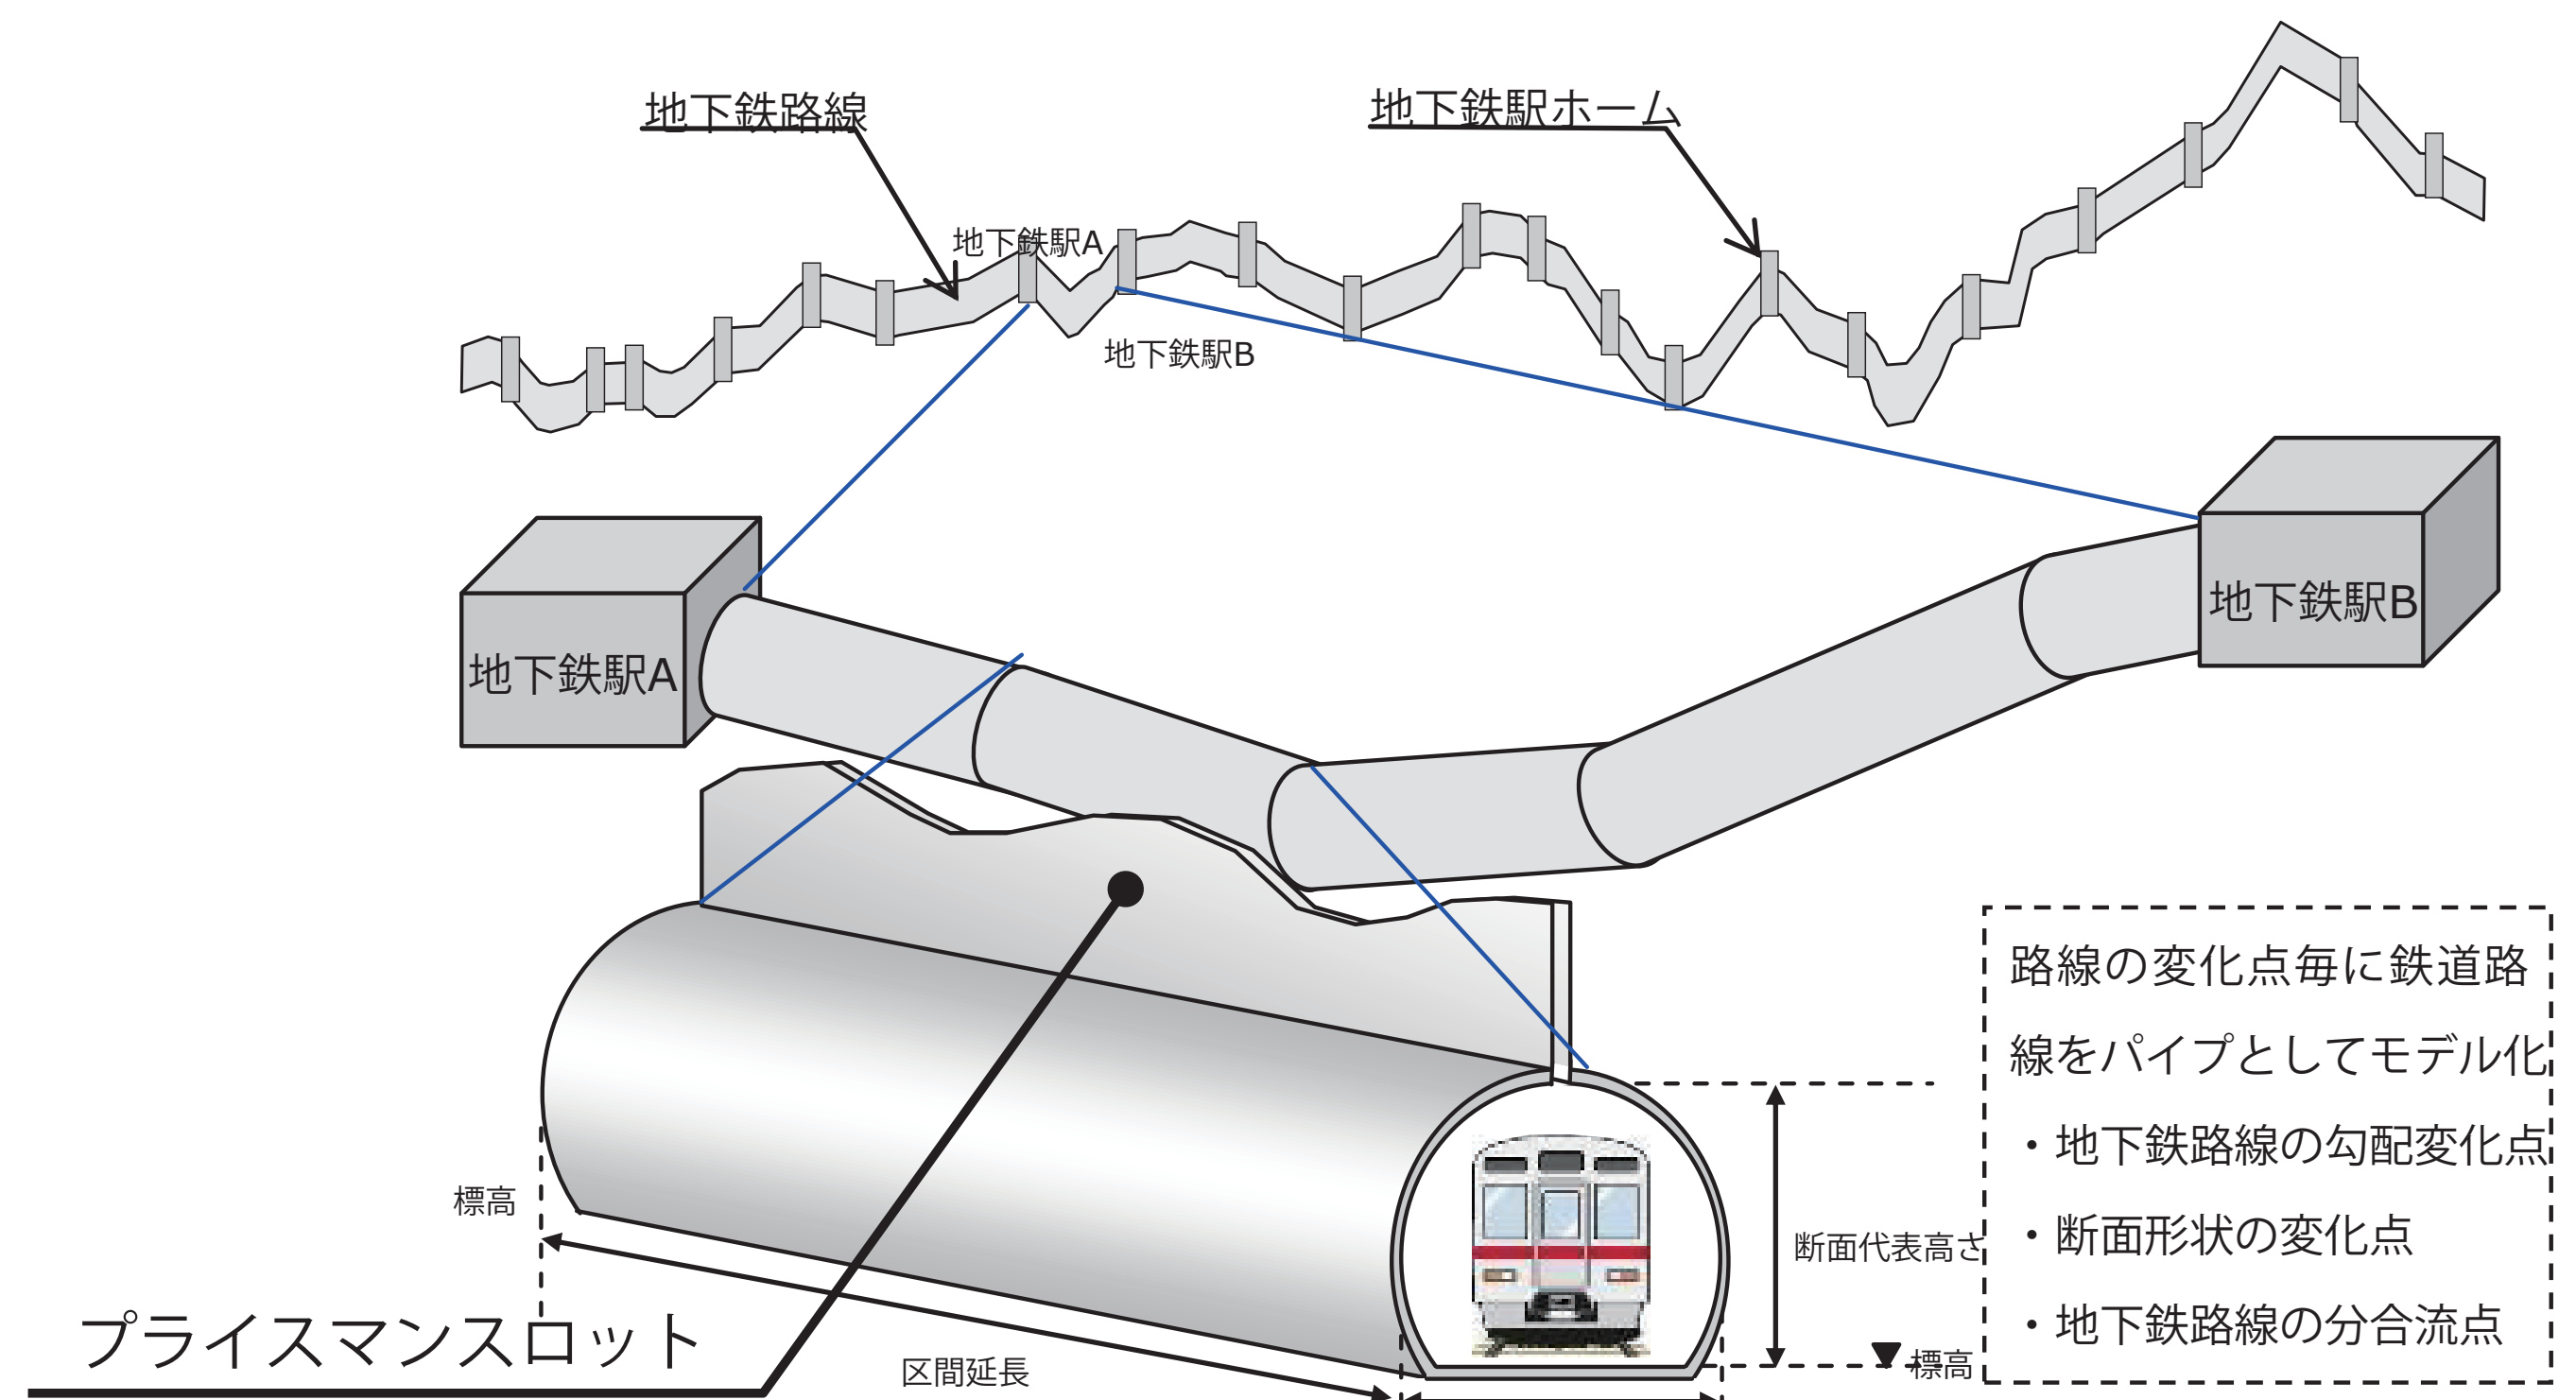 地下鉄路線
地下鉄駅ホーム
地下鉄駅A
地下鉄駅B
地下鉄駅A
地下鉄駅B
プライスマンスロット
標高
区間延長
断面代表高さ
標高
路線の変化点毎に鉄道路
線をパイプとしてモデル化
・地下鉄路線の勾配変化点
・断面形状の変化点
・地下鉄路線の分合流点